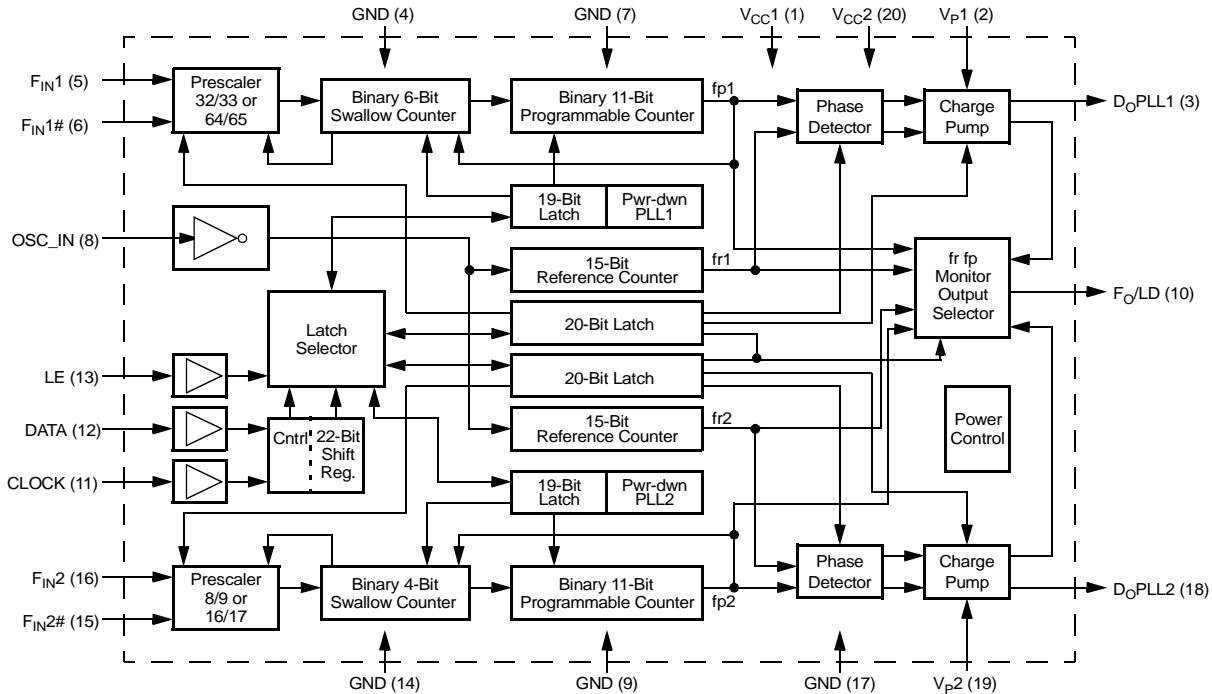 GND (4)
GND (7)
VCC1 (1)
VCC2 (20)
VP1 (2)
FIN1 (5)
FIN1# (6)
Prescaler
32/33 or
64/65
Binary 6-Bit
Swallow Counter
Binary 11-Bit
Programmable Counter
fp1
Phase
Detector
Charge
Pump
DOPLL1 (3)
19-Bit
Latch
Pwr-dwn
PLL1
OSC_IN (8)
15-Bit
Reference Counter
fr1
fr fp
Monitor
Output
Selector
FO/LD (10)
Latch
Selector
20-Bit Latch
20-Bit Latch
LE (13)
DATA (12)
CLOCK (11)
Cntrl
22-Bit
Shift
Reg.
15-Bit
Reference Counter
fr2
Power
Control
19-Bit
Latch
Pwr-dwn
PLL2
FIN2 (16)
FIN2# (15)
Prescaler
8/9 or
16/17
Binary 4-Bit
Swallow Counter
Binary 11-Bit
Programmable Counter
fp2
Phase
Detector
Charge
Pump
DOPLL2 (18)
GND (14)
GND (9)
GND (17)
VP2 (19)